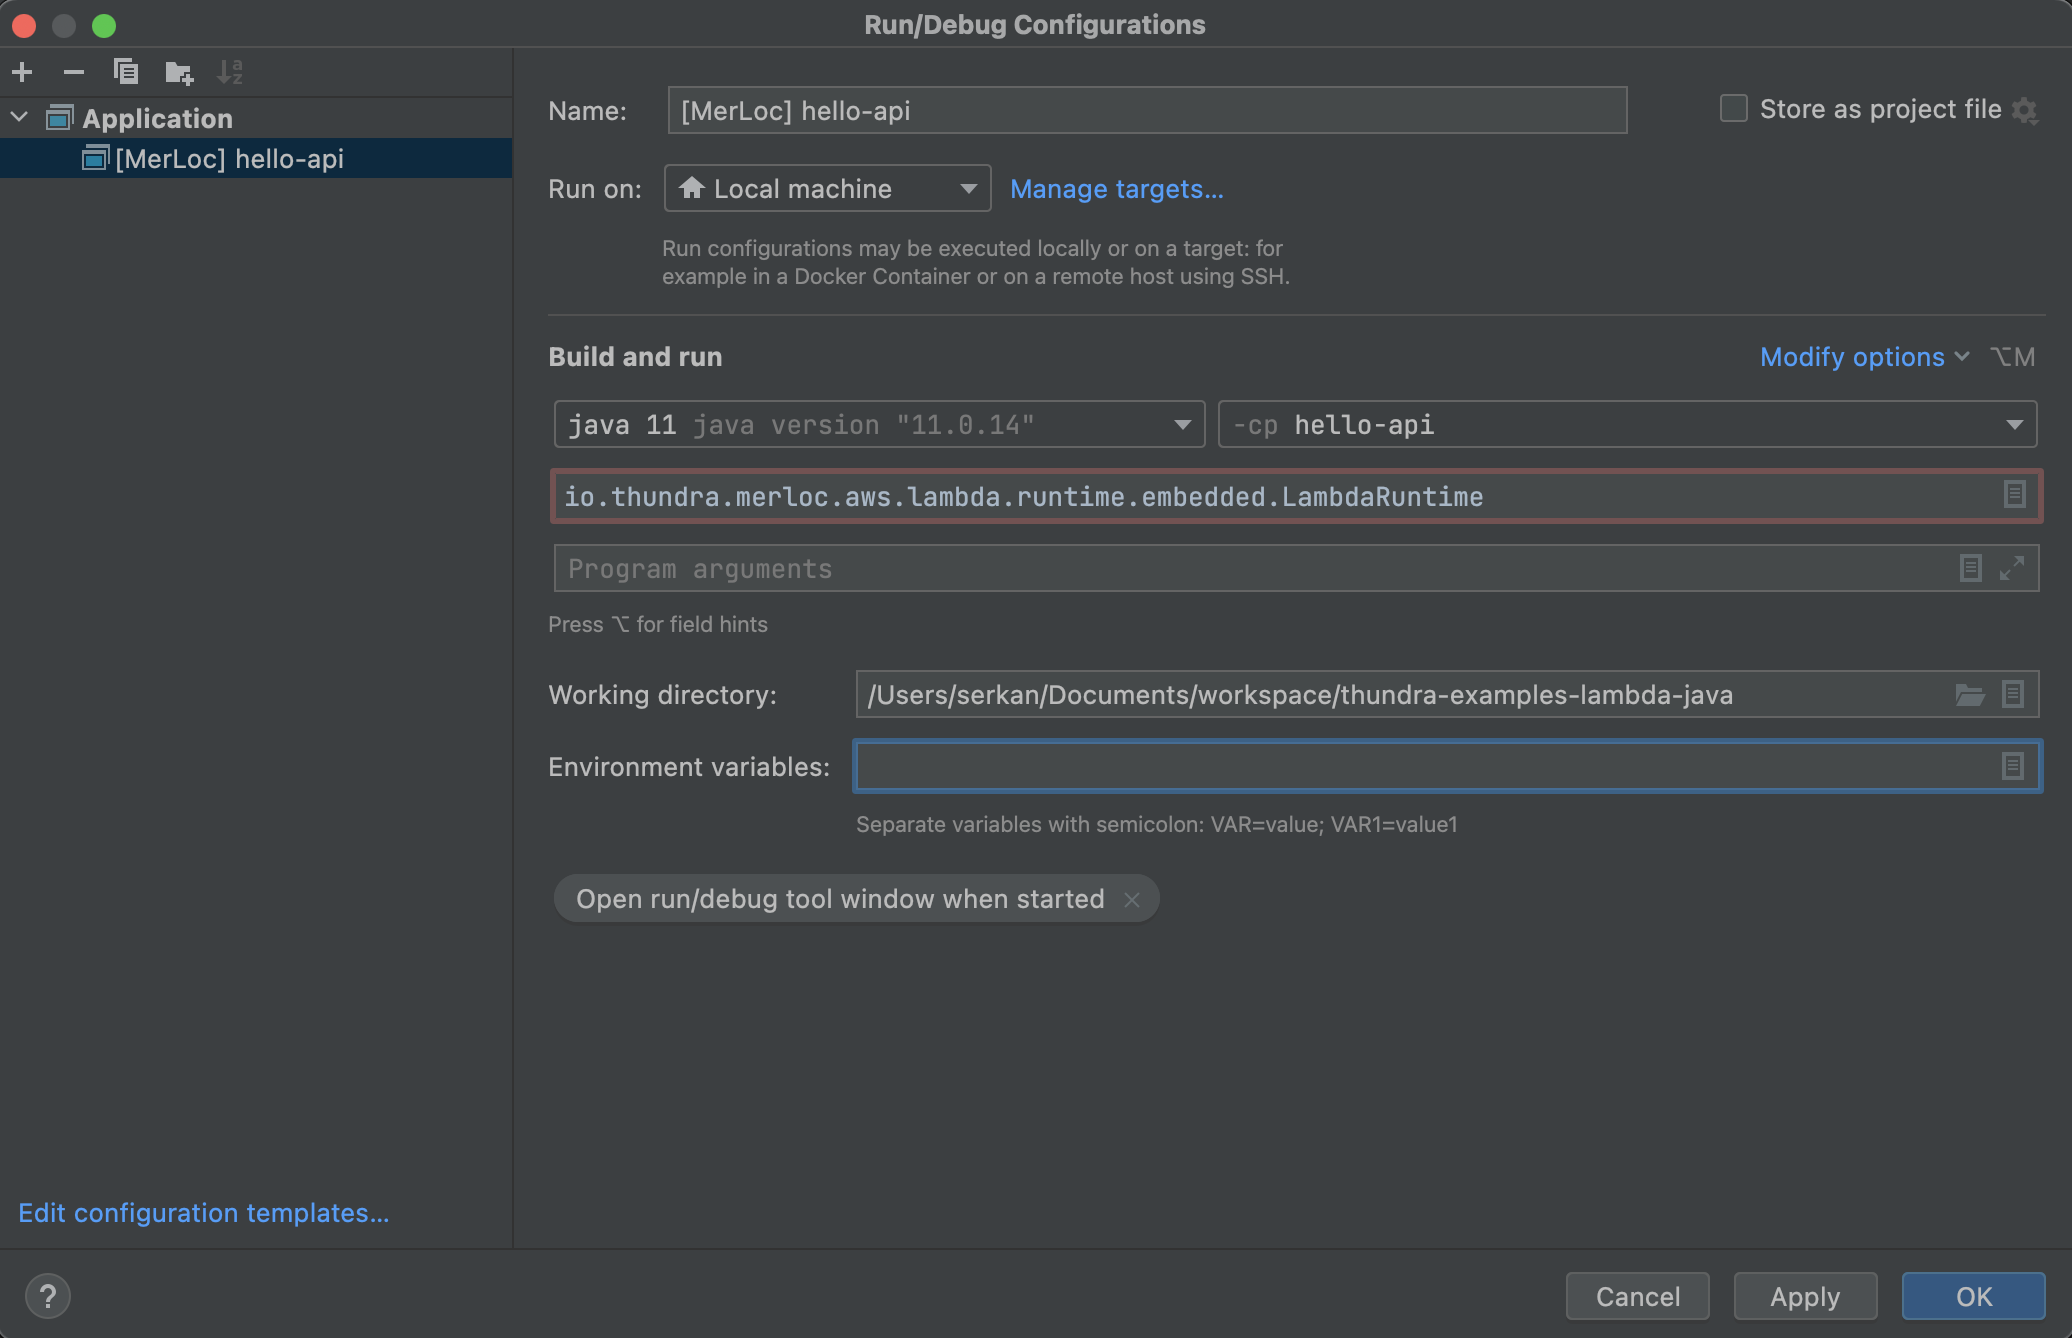 Run/Debug Configurations
Application
[MerLoc] hello-api
Edit configuration templates...
Name: [MerLoc] hello-api
Store as project file
Run on: Local machine Manage targets...
Run configurations may be executed locally or on a target: for
example in a Docker Container or on a remote host using SSH.
Build and run
Modify options ⌥M
java 11 java version "11.0.14"
-cp hello-api
io.thundra.merloc.aws.lambda.runtime.embedded.LambdaRuntime
Program arguments
Press ⌥ for field hints
Working directory: /Users/serkan/Documents/workspace/thundra-examples-lambda-java
Environment variables:
Separate variables with semicolon: VAR=value; VAR1=value1
Open run/debug tool window when started ×
?
Cancel
Apply
OK